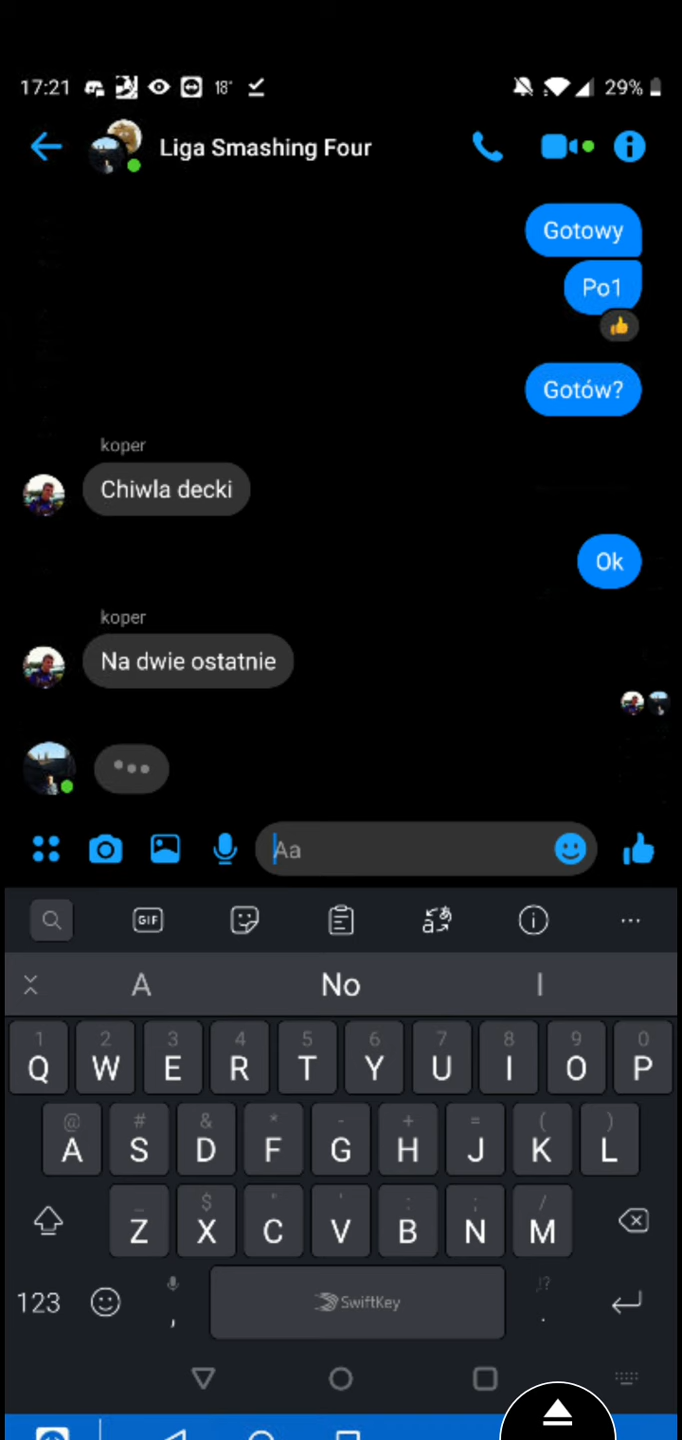 17:21 18° 29%
Liga Smashing Four
Gotowy
Po1
Gotów?
koper
Chiwla decki
Ok
koper
Na dwie ostatnie
Aa
GIF
A No I
1 2 3 4 5 6 7 8 9 0
Q W E R T Y U I O P
@ # & * - + = ( )
A S D F G H J K L
_ $ " ' : ; /
Z X C V B N M
123 , SwiftKey !? .